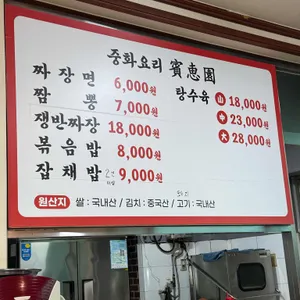 중화요리 賓恵園
짜장면 6,000원
짬뽕 7,000원
쟁반짜장 18,000원
볶음밥 8,000원
잡채밥 9,000원
탕수육 小 18,000원
中 23,000원
大 28,000원
원산지 쌀 : 국내산 / 김치 : 중국산 / 고기 : 국내산